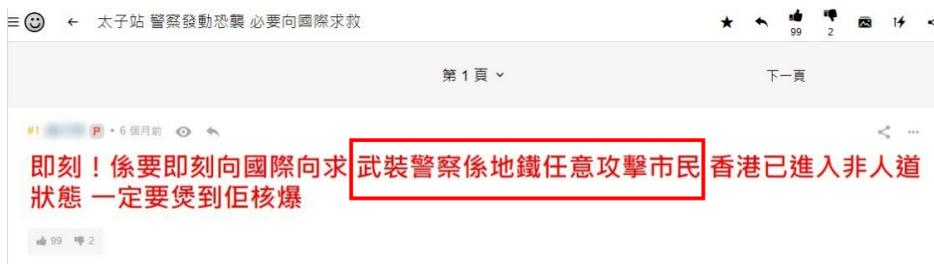 太子站 警察發動恐襲 必要向國際求救
99 2
第 1 頁
下一頁
#1 P • 6 個月前
即刻！係要即刻向國際向求 武裝警察係地鐵任意攻擊市民 香港已進入非人道
狀態 一定要煲到佢核爆
99 2